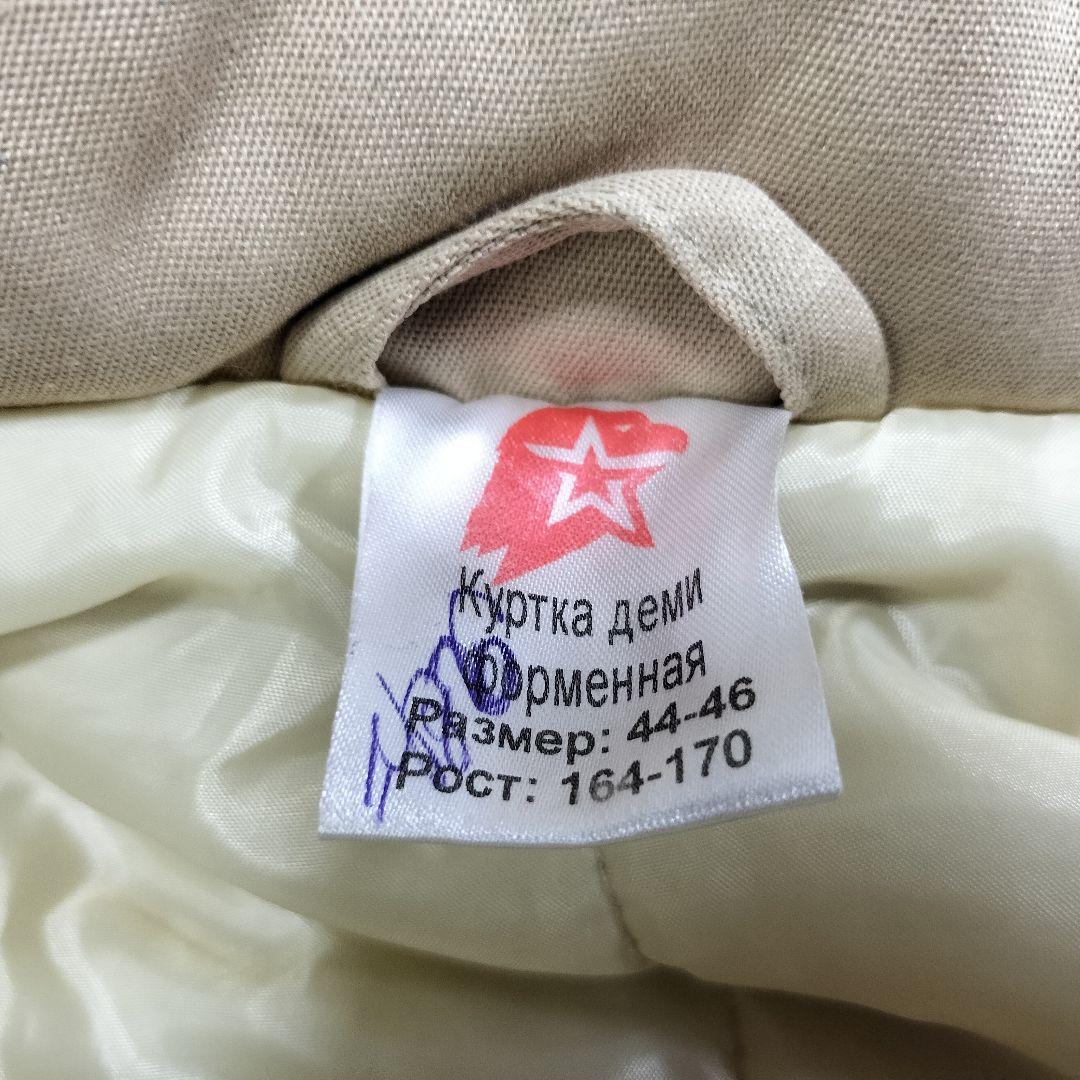 Куртка деми
форменная
Размер: 44-46
Рост: 164-170